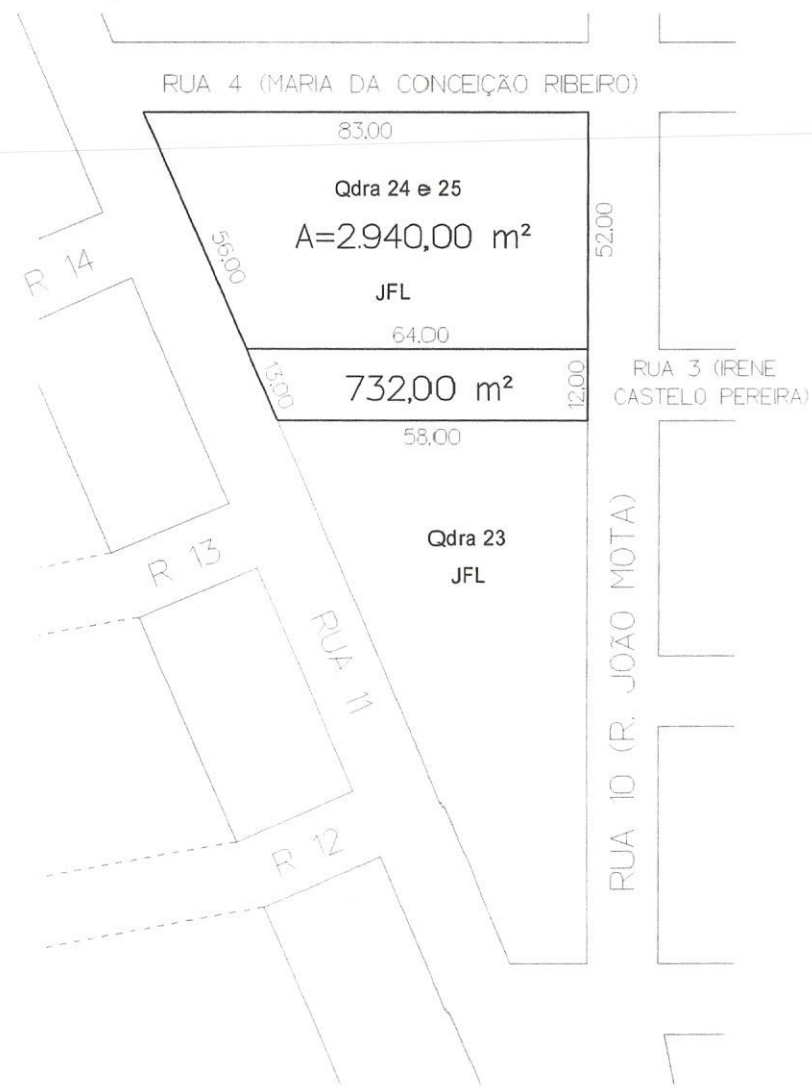 RUA 4 (MARIA DA CONCEIÇÃO RIBEIRO)
83,00
Qdra 24 e 25
A=2.940,00 m²
JFL
56,00
52,00
R 14
64,00
13,00
732,00 m²
12,00
RUA 3 (IRENE
CASTELO PEREIRA)
58,00
Qdra 23
JFL
R 13
RUA 11
RUA 10 (R. JOÃO MOTA)
R 12